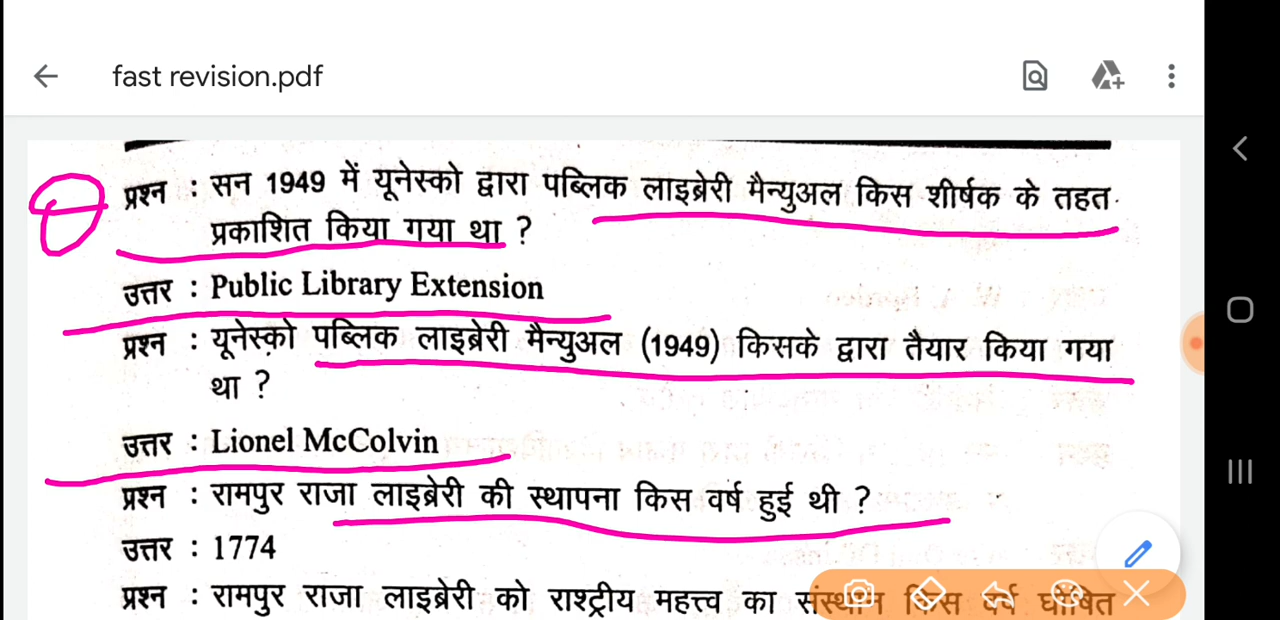 fast revision.pdf
प्रश्न : सन 1949 में यूनेस्को द्वारा पब्लिक लाइब्रेरी मैन्युअल किस शीर्षक के तहत
प्रकाशित किया गया था ?
उत्तर : Public Library Extension
प्रश्न : यूनेस्को पब्लिक लाइब्रेरी मैन्युअल (1949) किसके द्वारा तैयार किया गया
था ?
उत्तर : Lionel McColvin
प्रश्न : रामपुर राजा लाइब्रेरी की स्थापना किस वर्ष हुई थी ?
उत्तर : 1774
प्रश्न : रामपुर राजा लाइब्रेरी को राश्ट्रीय महत्त्व का संस्थान किस वर्ष घोषित